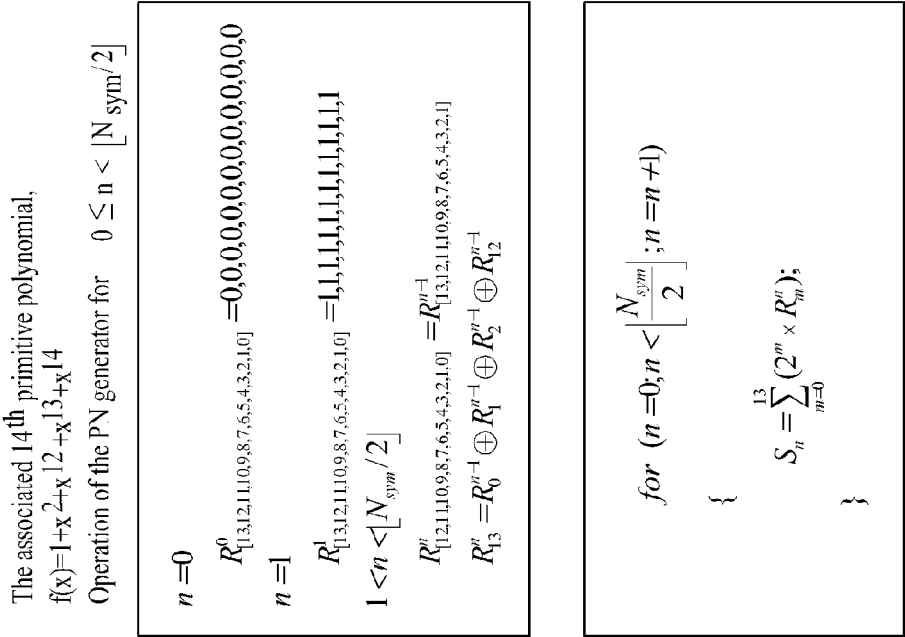 The associated 14th primitive polynomial,
f(x)=1+x2+x12+x13+x14
Operation of the PN generator for 0 ≤ n < ⌊N sym/2⌋
n=0
R⁰[13,12,11,10,9,8,7,6,5,4,3,2,1,0] =0,0,0,0,0,0,0,0,0,0,0,0,0,0
n=1
R¹[13,12,11,10,9,8,7,6,5,4,3,2,1,0] =1,1,1,1,1,1,1,1,1,1,1,1,1,1
1<n<⌊Nsym/2⌋
Rⁿ[12,11,10,9,8,7,6,5,4,3,2,1,0] =Rⁿ⁻¹[13,12,11,10,9,8,7,6,5,4,3,2,1]
Rⁿ13 =Rⁿ⁻¹0⊕Rⁿ⁻¹1⊕Rⁿ⁻¹2⊕Rⁿ⁻¹12
for (n=0;n<⌊Nsym/2⌋;n=n+1)
{
Sn=∑13m=0(2ᵐ×Rⁿm);
}